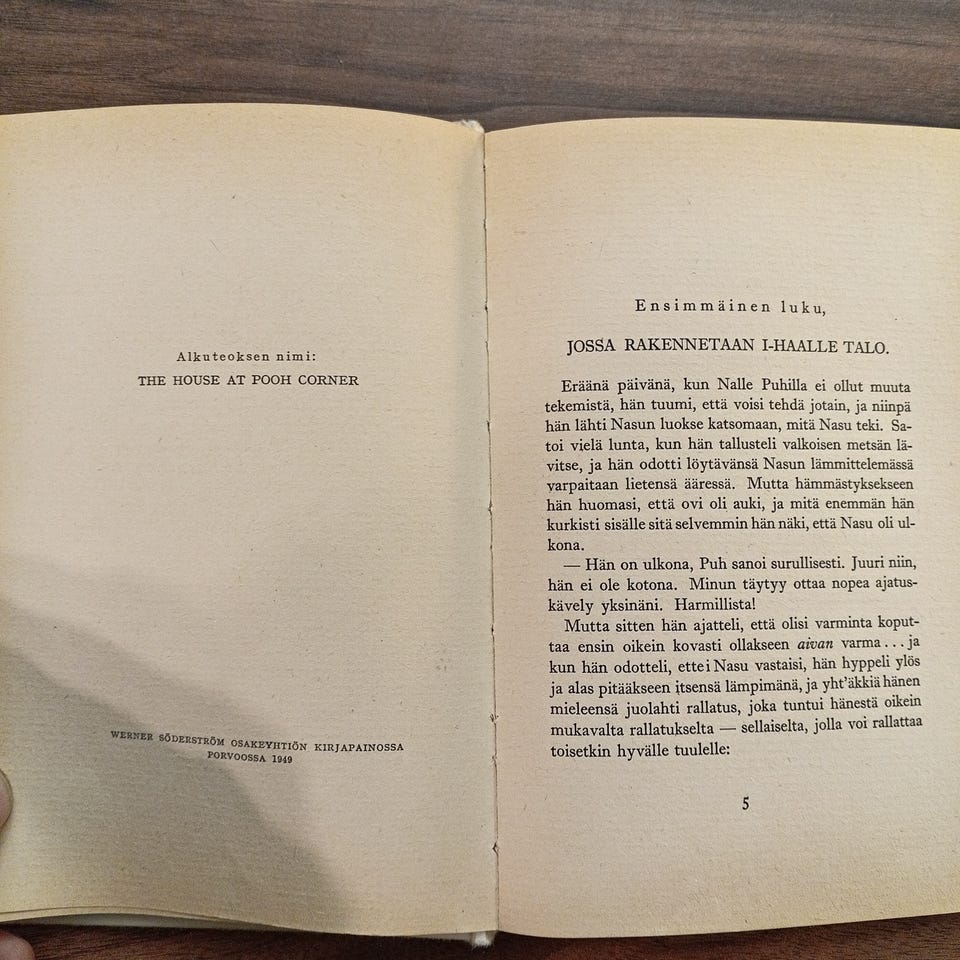 Alkuteoksen nimi:
THE HOUSE AT POOH CORNER
WERNER SÖDERSTRÖM OSAKEYHTIÖN KIRJAPAINOSSA
PORVOOSSA 1949
Ensimmäinen luku,
JOSSA RAKENNETAAN I-HAALLE TALO.
Eräänä päivänä, kun Nalle Puhilla ei ollut muuta
tekemistä, hän tuumi, että voisi tehdä jotain, ja niinpä
hän lähti Nasun luokse katsomaan, mitä Nasu teki. Sa-
toi vielä lunta, kun hän tallusteli valkoisen metsän lä-
vitse, ja hän odotti löytävänsä Nasun lämmittelemässä
varpaitaan lietensä ääressä. Mutta hämmästyksekseen
hän huomasi, että ovi oli auki, ja mitä enemmän hän
kurkisti sisälle sitä selvemmin hän näki, että Nasu oli ul-
kona.
— Hän on ulkona, Puh sanoi surullisesti. Juuri niin,
hän ei ole kotona. Minun täytyy ottaa nopea ajatus-
kävely yksinäni. Harmillista!
Mutta sitten hän ajatteli, että olisi varminta koput-
taa ensin oikein kovasti ollakseen aivan varma...ja
kun hän odotteli, ettei Nasu vastaisi, hän hyppeli ylös
ja alas pitääkseen itsensä lämpimänä, ja yht'äkkiä hänen
mieleensä juolahti rallatus, joka tuntui hänestä oikein
mukavalta rallatukselta — sellaiselta, jolla voi rallattaa
toisetkin hyvälle tuulelle:
5